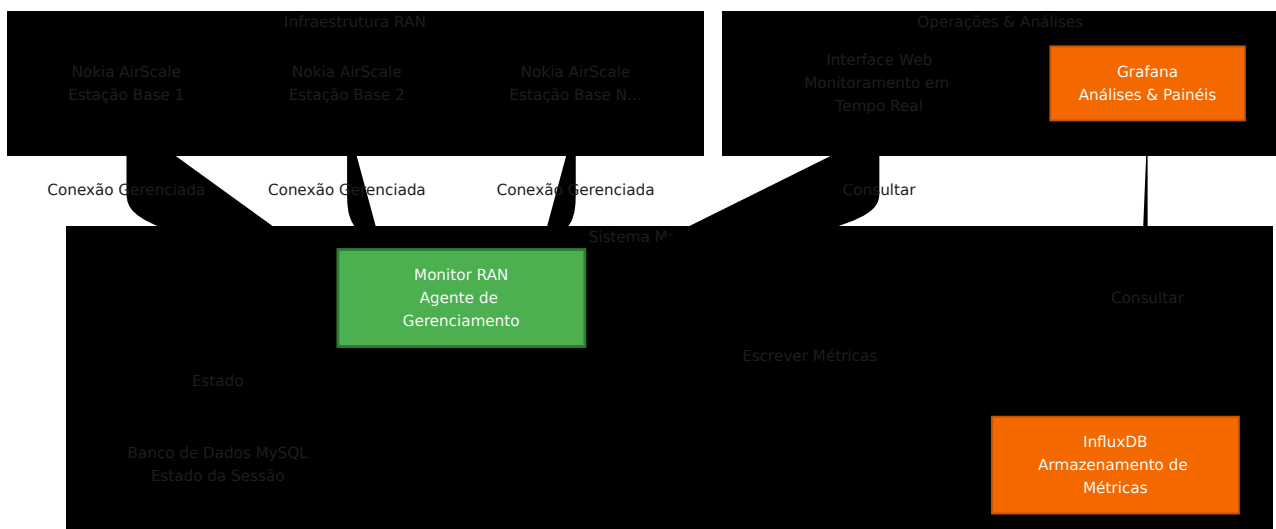 Infraestrutura RAN
Nokia AirScale
Estação Base 1
Nokia AirScale
Estação Base 2
Nokia AirScale
Estação Base N...
Operações & Análises
Interface Web
Monitoramento em
Tempo Real
Grafana
Análises & Painéis
Conexão Gerenciada
Conexão Gerenciada
Conexão Gerenciada
Consultar
Sistema
Monitor RAN
Agente de
Gerenciamento
Consultar
Escrever Métricas
Estado
Banco de Dados MySQL
Estado da Sessão
InfluxDB
Armazenamento de
Métricas